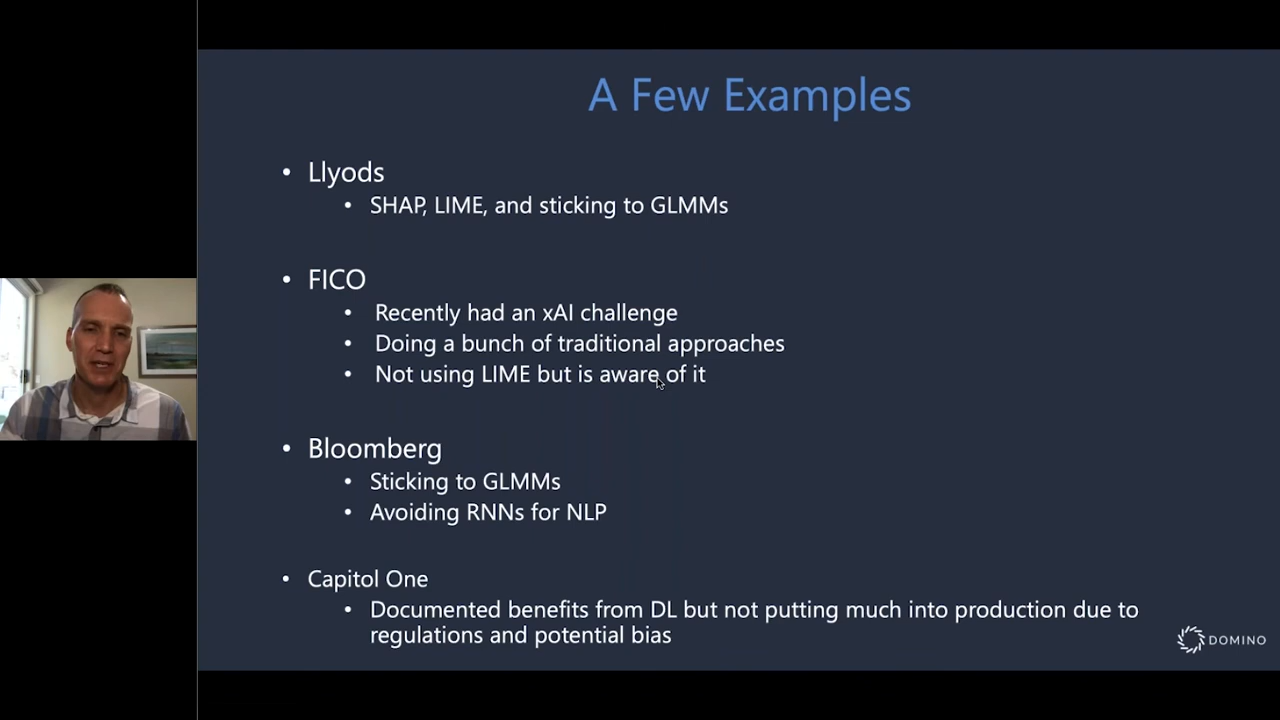 A Few Examples
• Llyods
• SHAP, LIME, and sticking to GLMMs
• FICO
• Recently had an xAI challenge
• Doing a bunch of traditional approaches
• Not using LIME but is aware of it
• Bloomberg
• Sticking to GLMMs
• Avoiding RNNs for NLP
• Capitol One
• Documented benefits from DL but not putting much into production due to
regulations and potential bias
DOMINO